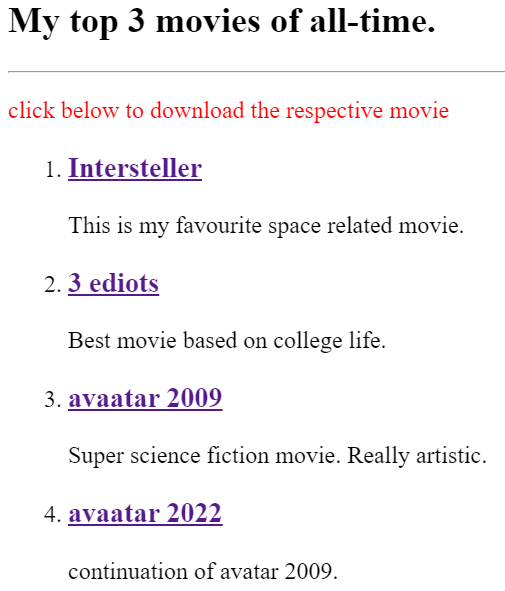 My top 3 movies of all-time.
click below to download the respective movie
1. Intersteller
This is my favourite space related movie.
2. 3 ediots
Best movie based on college life.
3. avaatar 2009
Super science fiction movie. Really artistic.
4. avaatar 2022
continuation of avatar 2009.